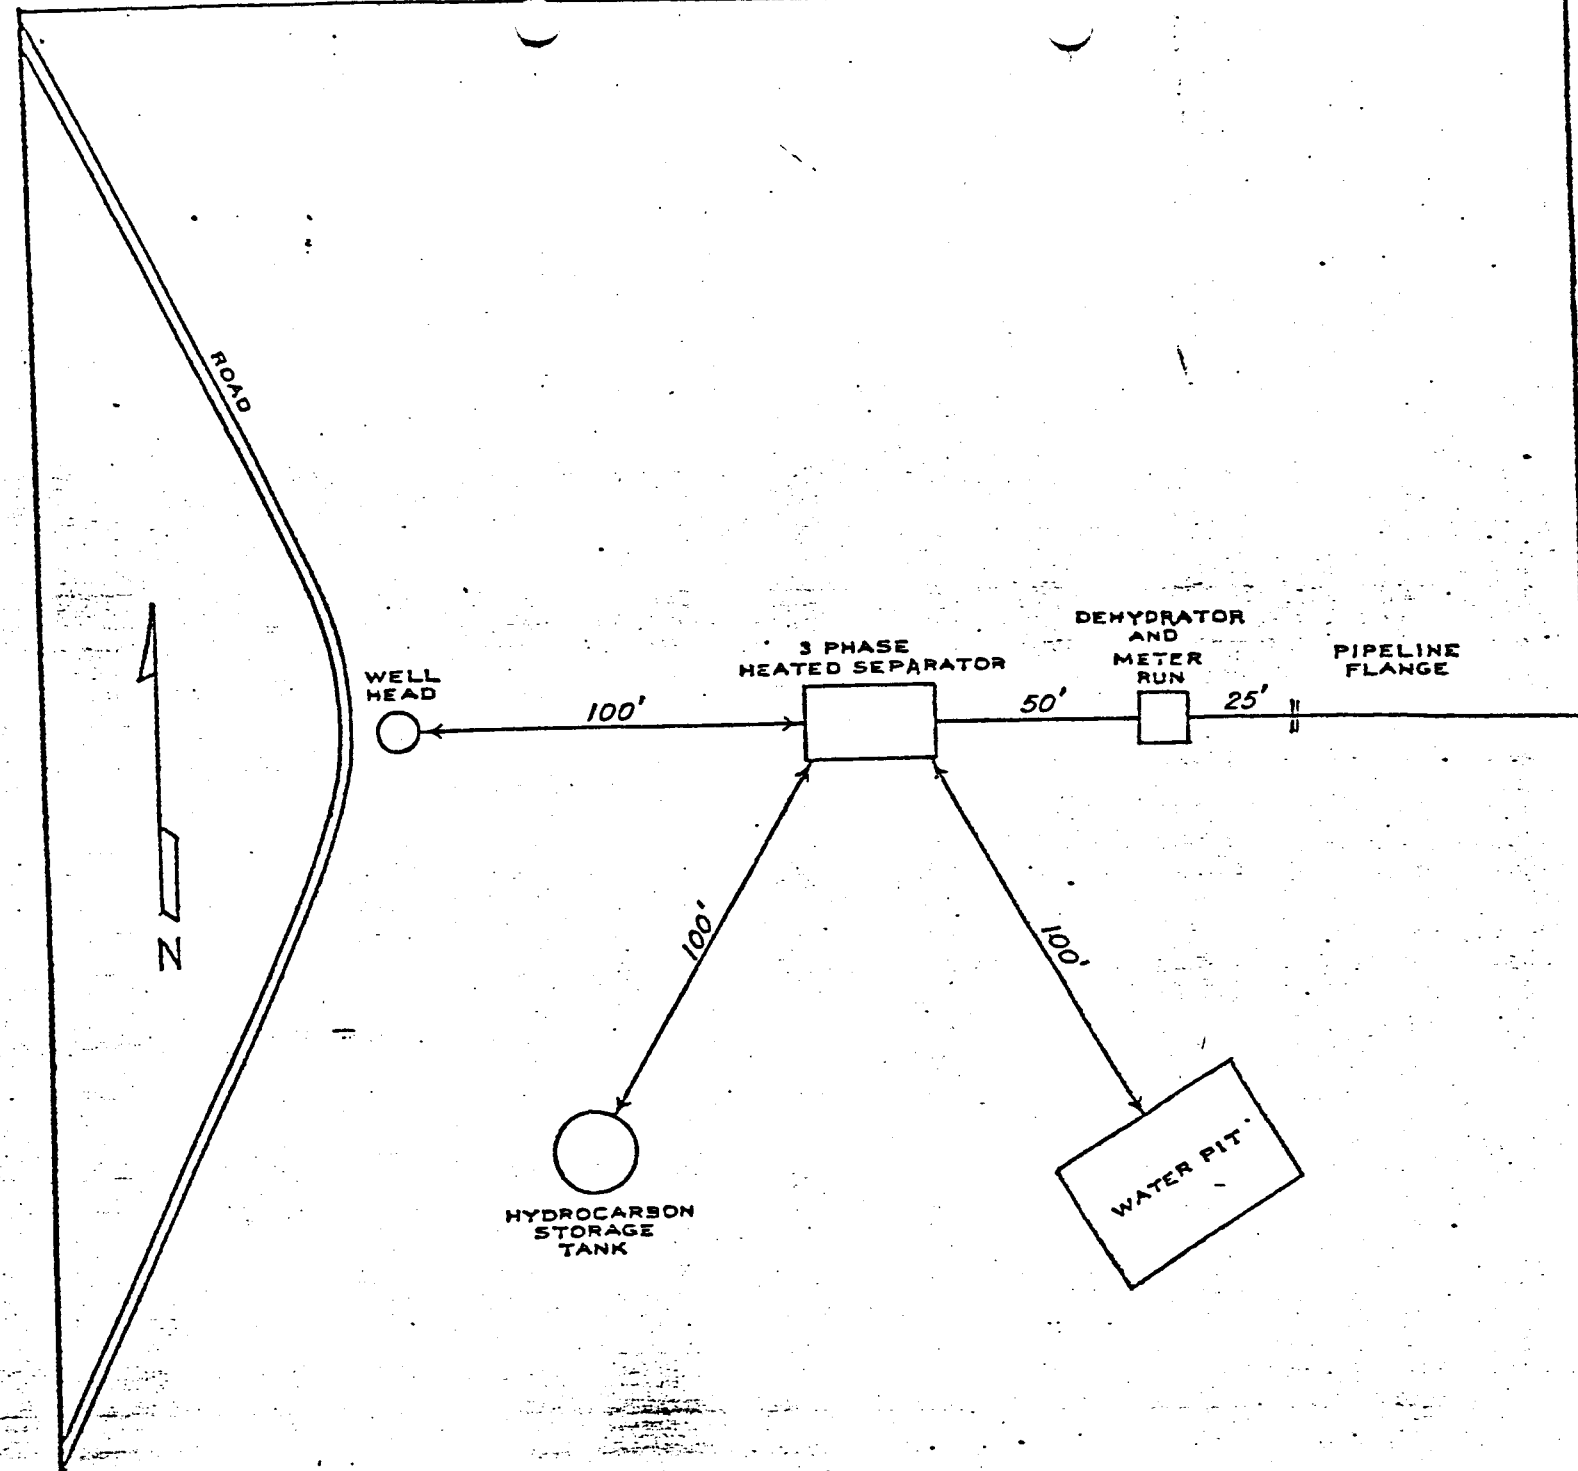 ROAD
DEHYDRATOR
AND
METER
RUN
3 PHASE
HEATED SEPARATOR
PIPELINE
FLANGE
WELL
HEAD
100'
50'
25'
100'
100'
N
WATER PIT
HYDROCARBON
STORAGE
TANK